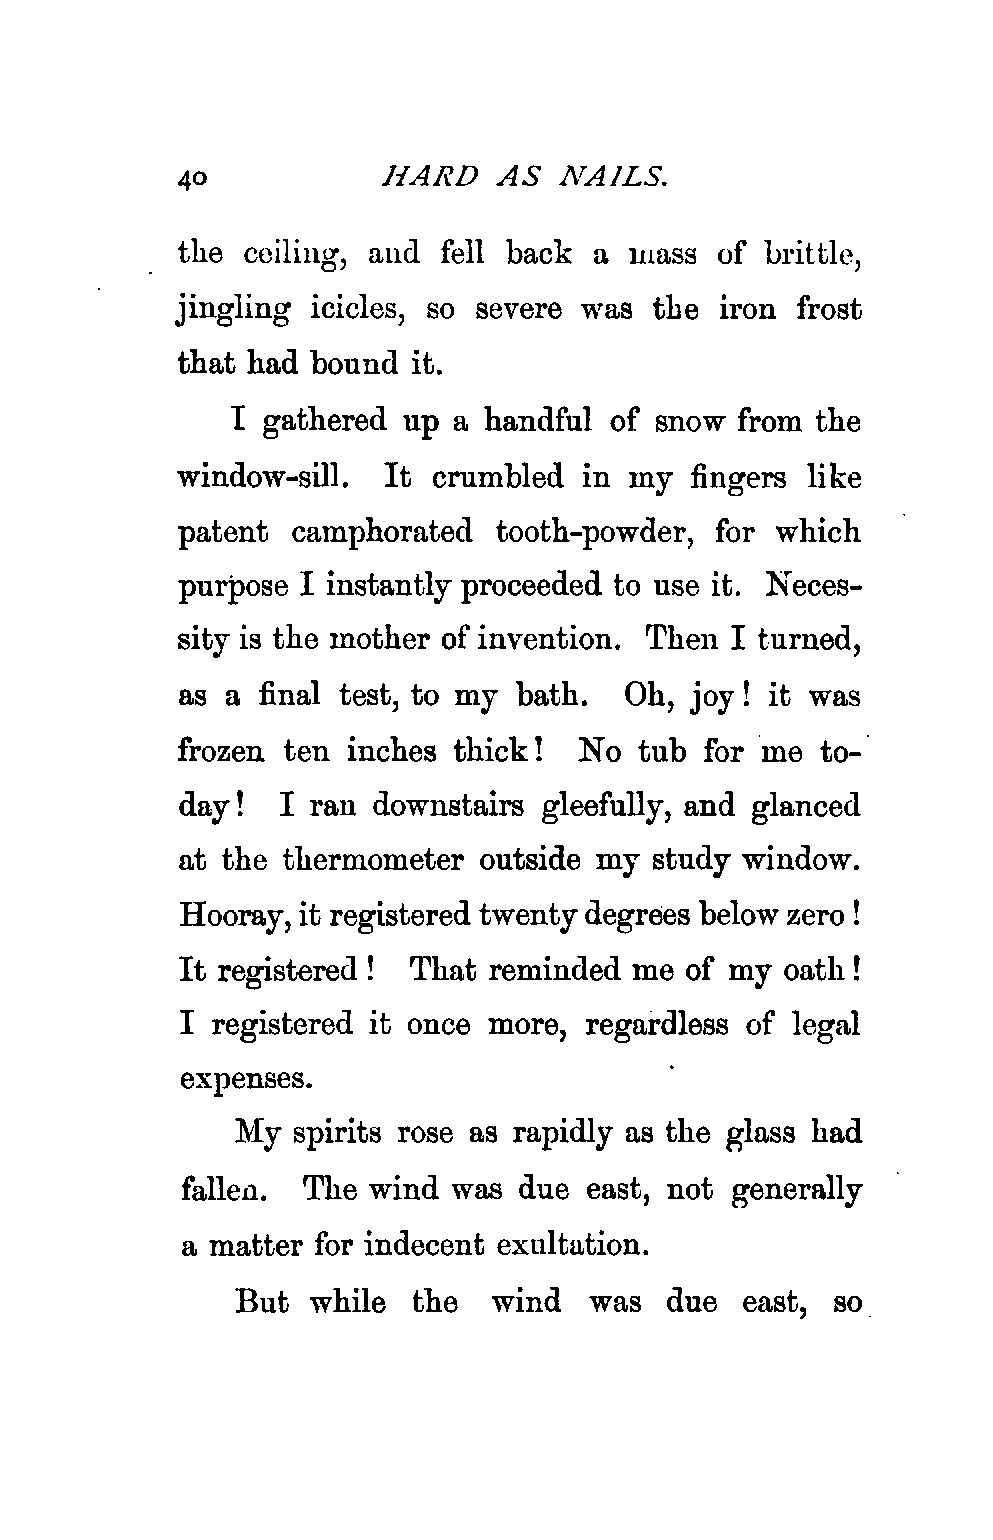 40 HARD AS NAILS.
the ceiling, and fell back a mass of brittle,
jingling icicles, so severe was the iron frost
that had bound it.
I gathered up a handful of snow from the
window-sill. It crumbled in my fingers like
patent camphorated tooth-powder, for which
purpose I instantly proceeded to use it. Neces-
sity is the mother of invention. Then I turned,
as a final test, to my bath. Oh, joy! it was
frozen ten inches thick! No tub for me to-
day! I ran downstairs gleefully, and glanced
at the thermometer outside my study window.
Hooray, it registered twenty degrees below zero!
It registered! That reminded me of my oath!
I registered it once more, regardless of legal
expenses.
My spirits rose as rapidly as the glass had
fallen. The wind was due east, not generally
a matter for indecent exultation.
But while the wind was due east, so